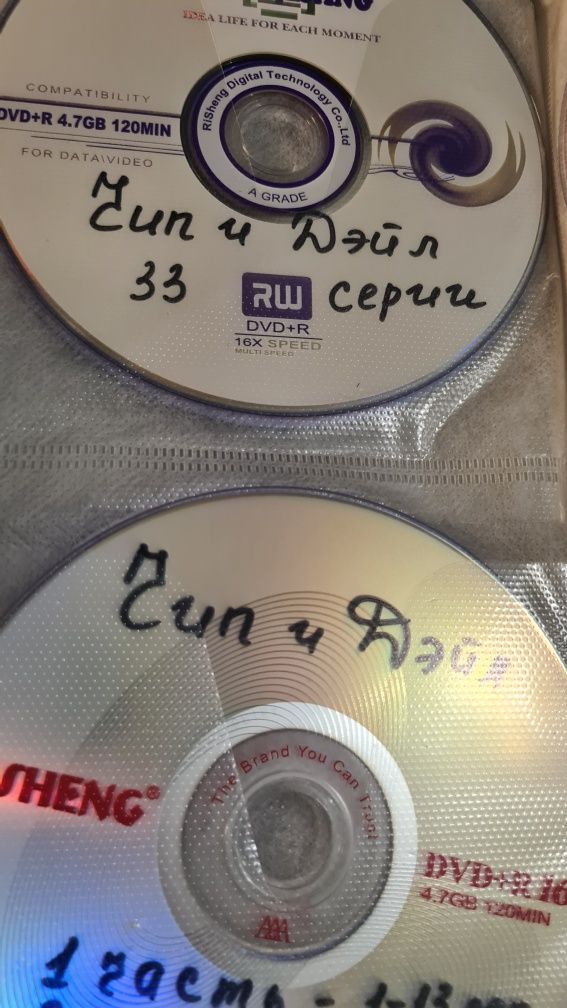 IDEA LIFE FOR EACH MOMENT
RiSheng Digital Technology Co.,Ltd
A GRADE
COMPATIBILITY
DVD+R 4.7GB 120MIN
FOR DATA\VIDEO
Чип и Дэйл
33 RW серии
DVD+R
16X SPEED
MULTI SPEED
Чип и Дэйл
The Brand You Can Trust
SHENG®
DVD+R 16
4.7GB 120MIN
AAA
1 часть -